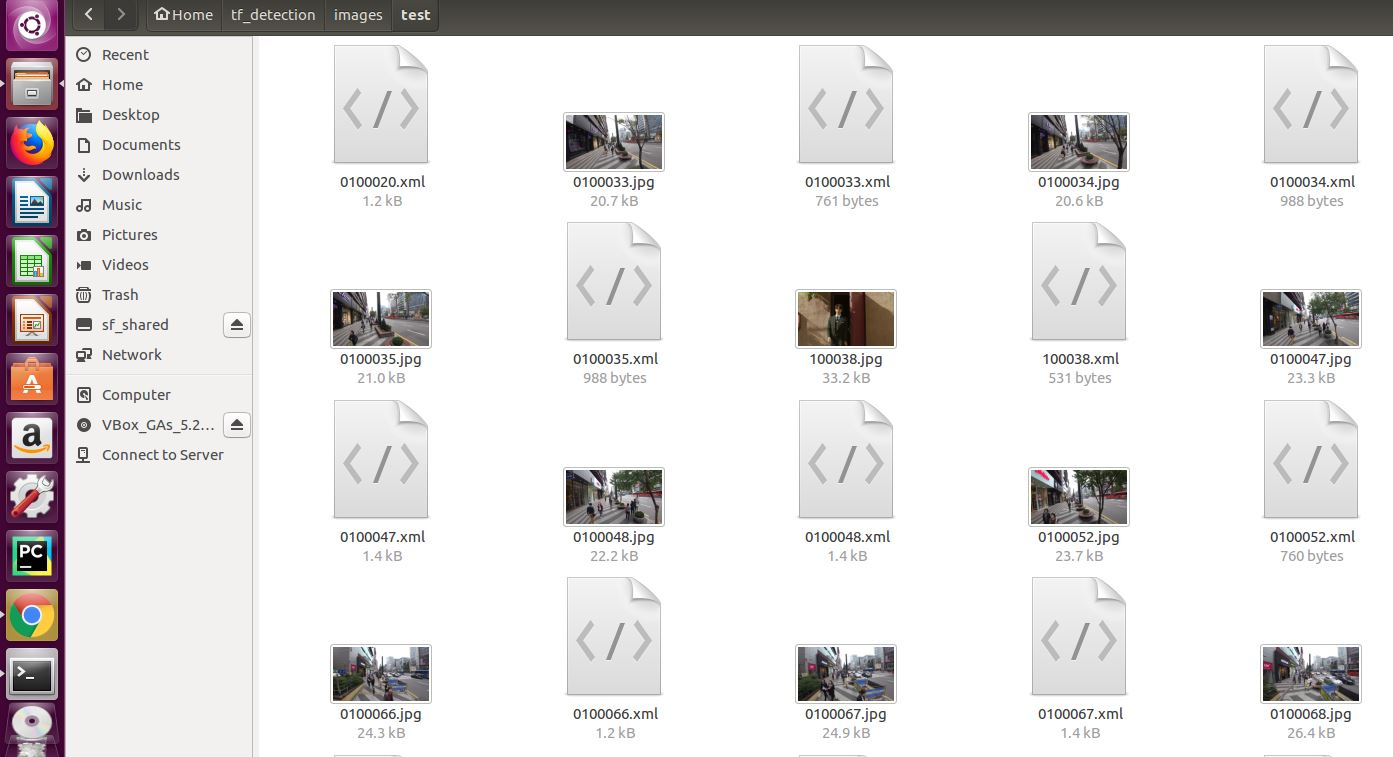 Home tf_detection images test
Recent
Home
Desktop
Documents
Downloads
Music
Pictures
Videos
Trash
sf_shared
Network
Computer
VBox_GAs_5.2...
Connect to Server
0100020.xml 0100033.jpg 0100033.xml 0100034.jpg 0100034.xml
1.2 kB 20.7 kB 761 bytes 20.6 kB 988 bytes
0100035.jpg 0100035.xml 100038.jpg 100038.xml 0100047.jpg
21.0 kB 988 bytes 33.2 kB 531 bytes 23.3 kB
0100047.xml 0100048.jpg 0100048.xml 0100052.jpg 0100052.xml
1.4 kB 22.2 kB 1.4 kB 23.7 kB 760 bytes
0100066.jpg 0100066.xml 0100067.jpg 0100067.xml 0100068.jpg
24.3 kB 1.2 kB 24.9 kB 1.4 kB 26.4 kB
A
a
PC